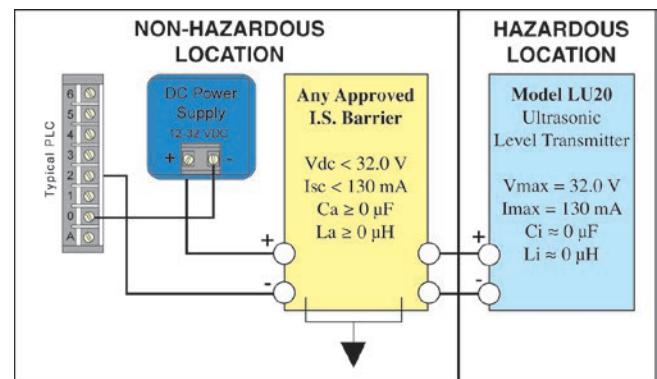 NON-HAZARDOUS
LOCATION
HAZARDOUS
LOCATION
Typical PLC
6
5
4
3
2
1
0
A
DC Power
Supply
12-32 VDC
+ -
Any Approved
I.S. Barrier
Vdc < 32.0 V
Isc < 130 mA
Ca ≥ 0 µF
La ≥ 0 µH
+
-
Model LU20
Ultrasonic
Level Transmitter
Vmax = 32.0 V
Imax = 130 mA
Ci ≈ 0 µF
Li ≈ 0 µH
+
-